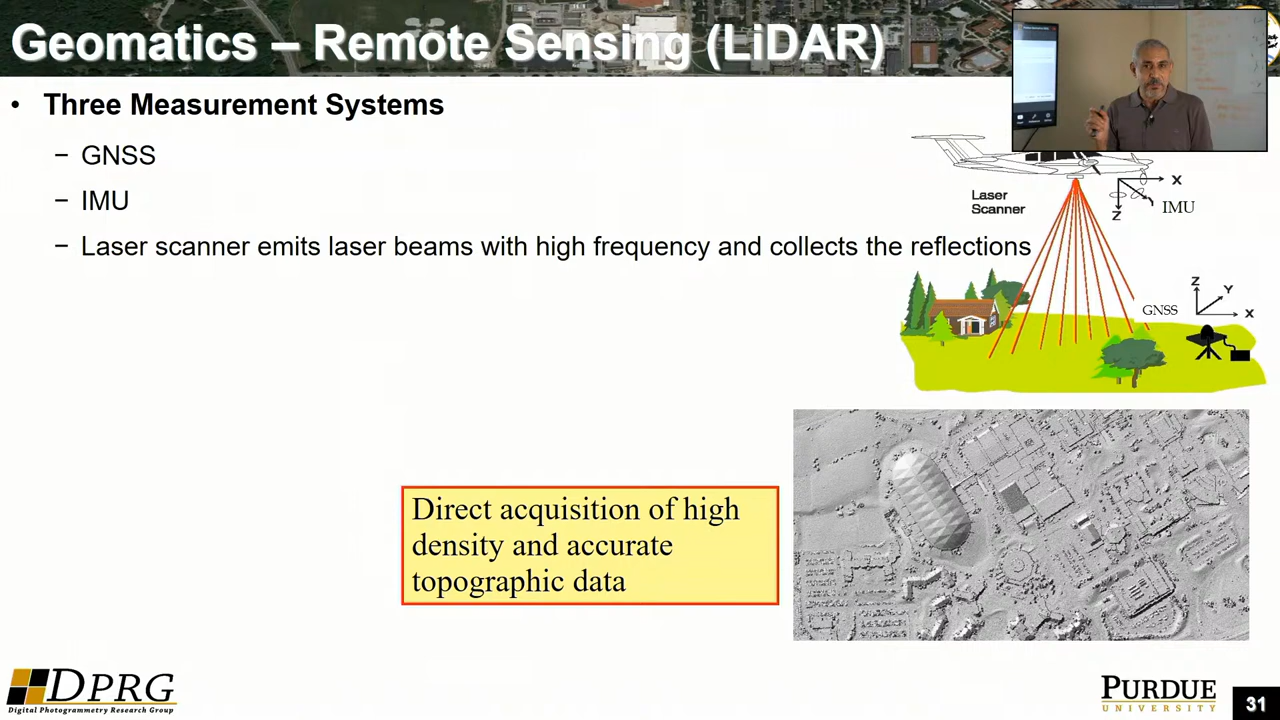 Geomatics – Remote Sensing (LiDAR)
• Three Measurement Systems
– GNSS
– IMU
– Laser scanner emits laser beams with high frequency and collects the reflections
Laser
Scanner
X
Z
IMU
Z
Y
X
GNSS
Direct acquisition of high
density and accurate
topographic data
DPRG
Digital Photogrammetry Research Group
PURDUE
UNIVERSITY
31